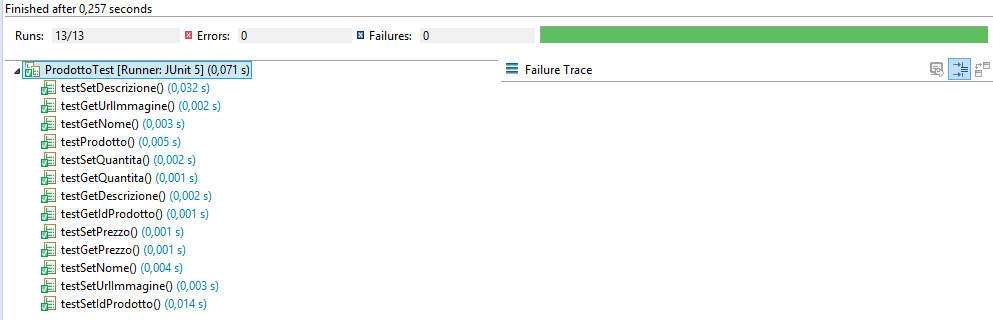 Finished after 0,257 seconds
Runs: 13/13 Errors: 0 Failures: 0
ProdottoTest [Runner: JUnit 5] (0,071 s)
Failure Trace
testSetDescrizione() (0,032 s)
testGetUrlImmagine() (0,002 s)
testGetNome() (0,003 s)
testProdotto() (0,005 s)
testSetQuantita() (0,002 s)
testGetQuantita() (0,001 s)
testGetDescrizione() (0,002 s)
testGetIdProdotto() (0,001 s)
testSetPrezzo() (0,001 s)
testGetPrezzo() (0,001 s)
testSetNome() (0,004 s)
testSetUrlImmagine() (0,003 s)
testSetIdProdotto() (0,014 s)